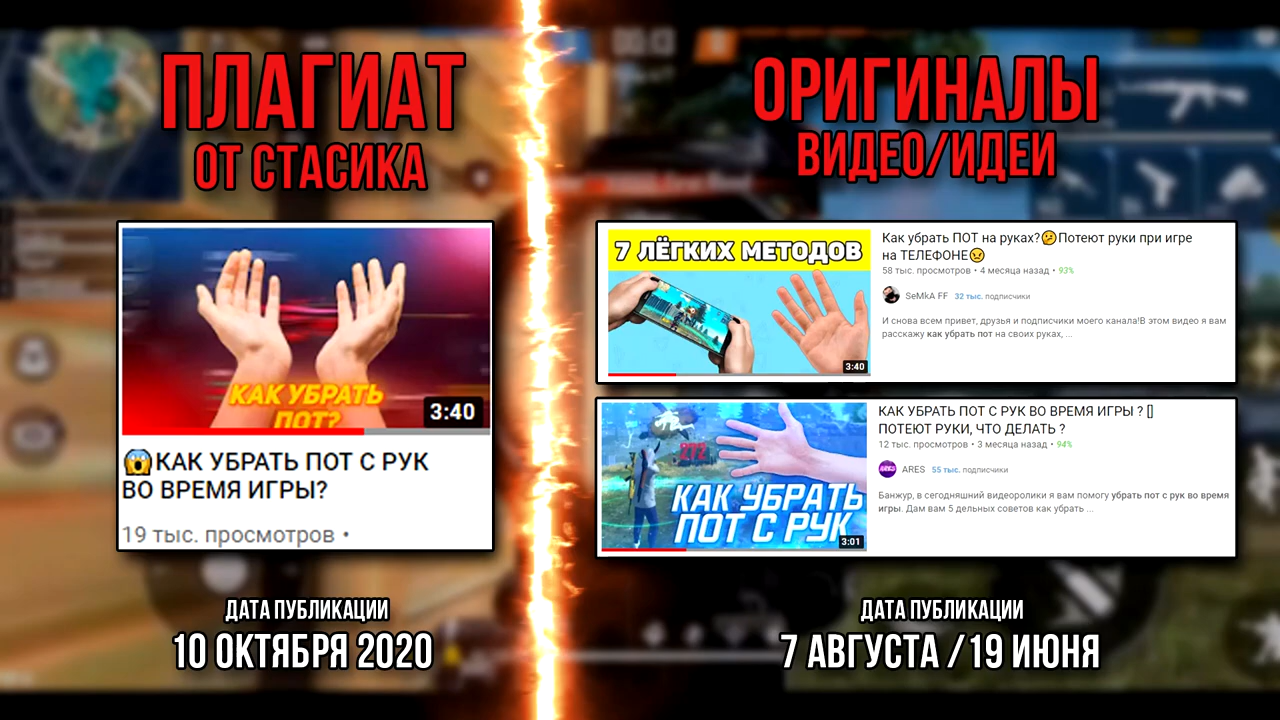 ПЛАГИАТ
ОТ СТАСИКА
КАК УБРАТЬ
ПОТ?
3:40
😱КАК УБРАТЬ ПОТ С РУК
ВО ВРЕМЯ ИГРЫ?
19 тыс. просмотров •
ДАТА ПУБЛИКАЦИИ
10 ОКТЯБРЯ 2020
ОРИГИНАЛЫ
ВИДЕО/ИДЕИ
7 ЛЁГКИХ МЕТОДОВ
3:40
Как убрать ПОТ на руках?🤔Потеют руки при игре
на ТЕЛЕФОНЕ😣
58 тыс. просмотров • 4 месяца назад • 93%
SeMkA FF 32 тыс. подписчики
И снова всем привет, друзья и подписчики моего канала!В этом видео я вам
расскажу как убрать пот на своих руках, ...
272
КАК УБРАТЬ
ПОТ С РУК
3:01
КАК УБРАТЬ ПОТ С РУК ВО ВРЕМЯ ИГРЫ ? []
ПОТЕЮТ РУКИ, ЧТО ДЕЛАТЬ ?
12 тыс. просмотров • 3 месяца назад • 94%
ARES 55 тыс. подписчики
Банжур, в сегодняшний видеоролики я вам помогу убрать пот с рук во время
игры. Дам вам 5 дельных советов как убрать ...
ДАТА ПУБЛИКАЦИИ
7 АВГУСТА / 19 ИЮНЯ